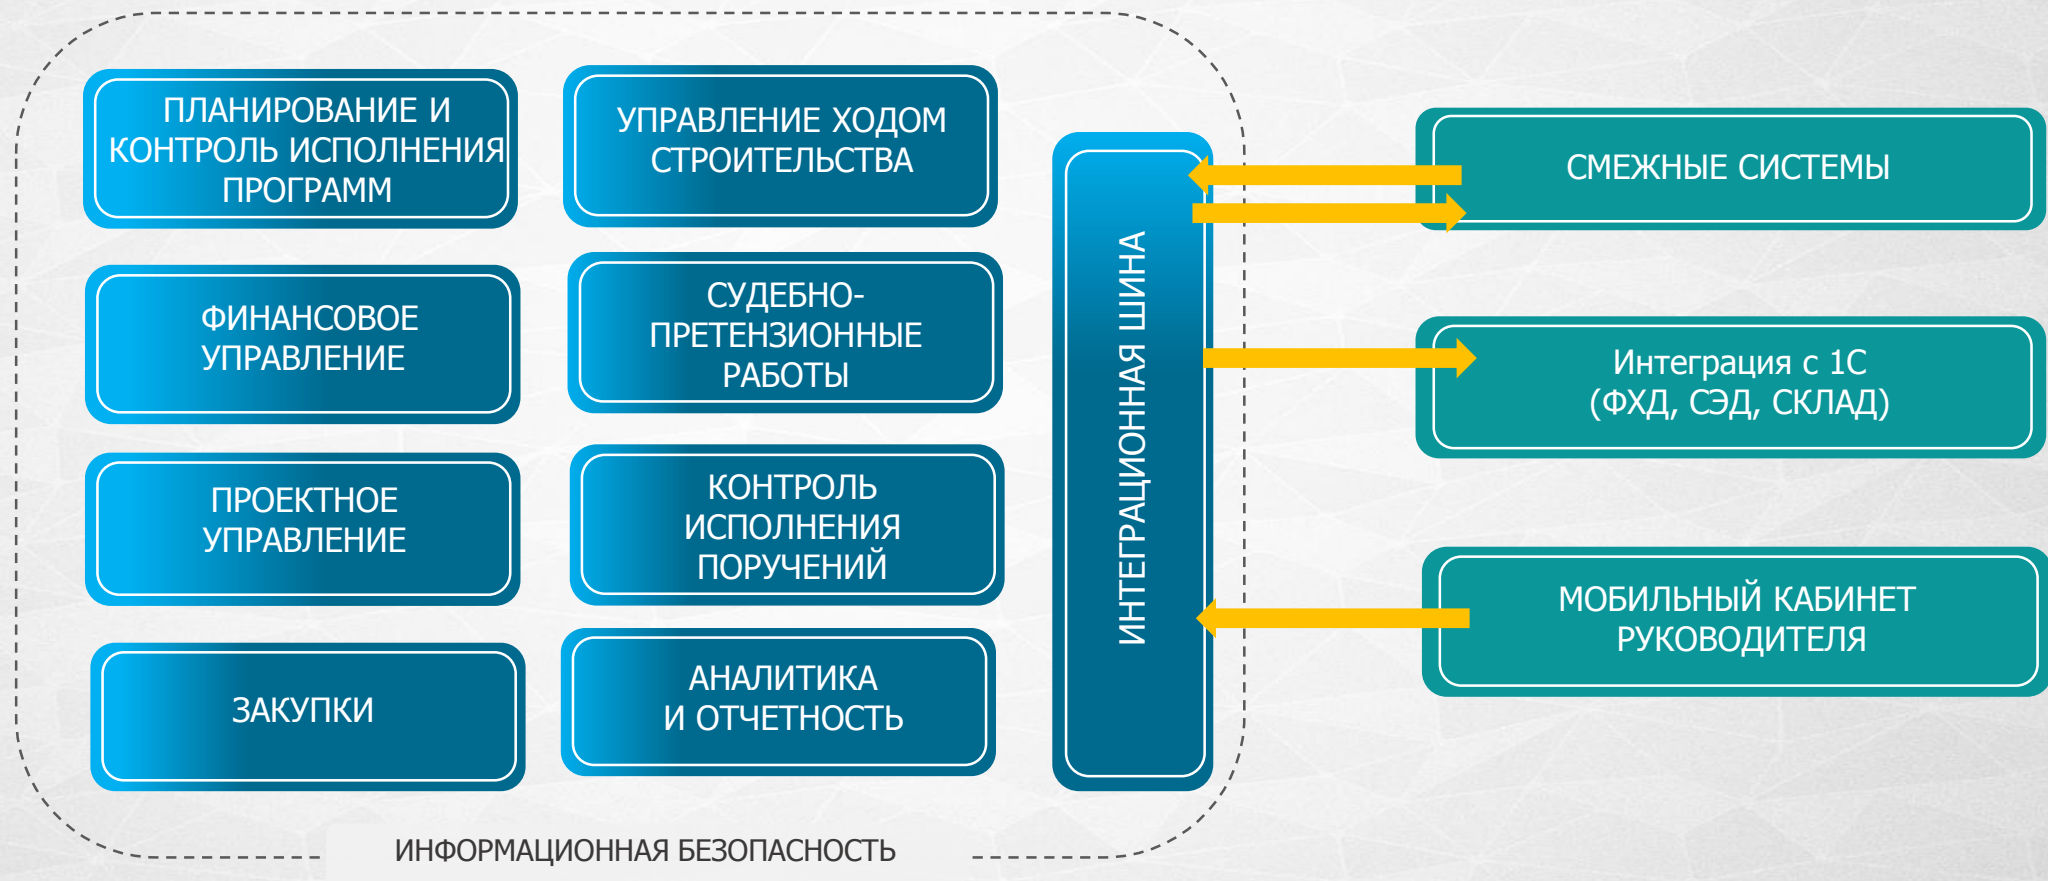 ПЛАНИРОВАНИЕ И
КОНТРОЛЬ ИСПОЛНЕНИЯ
ПРОГРАММ
УПРАВЛЕНИЕ ХОДОМ
СТРОИТЕЛЬСТВА
ФИНАНСОВОЕ
УПРАВЛЕНИЕ
СУДЕБНО-
ПРЕТЕНЗИОННЫЕ
РАБОТЫ
ПРОЕКТНОЕ
УПРАВЛЕНИЕ
КОНТРОЛЬ
ИСПОЛНЕНИЯ
ПОРУЧЕНИЙ
ЗАКУПКИ
АНАЛИТИКА
И ОТЧЕТНОСТЬ
ИНТЕГРАЦИОННАЯ ШИНА
СМЕЖНЫЕ СИСТЕМЫ
Интеграция с 1С
(ФХД, СЭД, СКЛАД)
МОБИЛЬНЫЙ КАБИНЕТ
РУКОВОДИТЕЛЯ
ИНФОРМАЦИОННАЯ БЕЗОПАСНОСТЬ